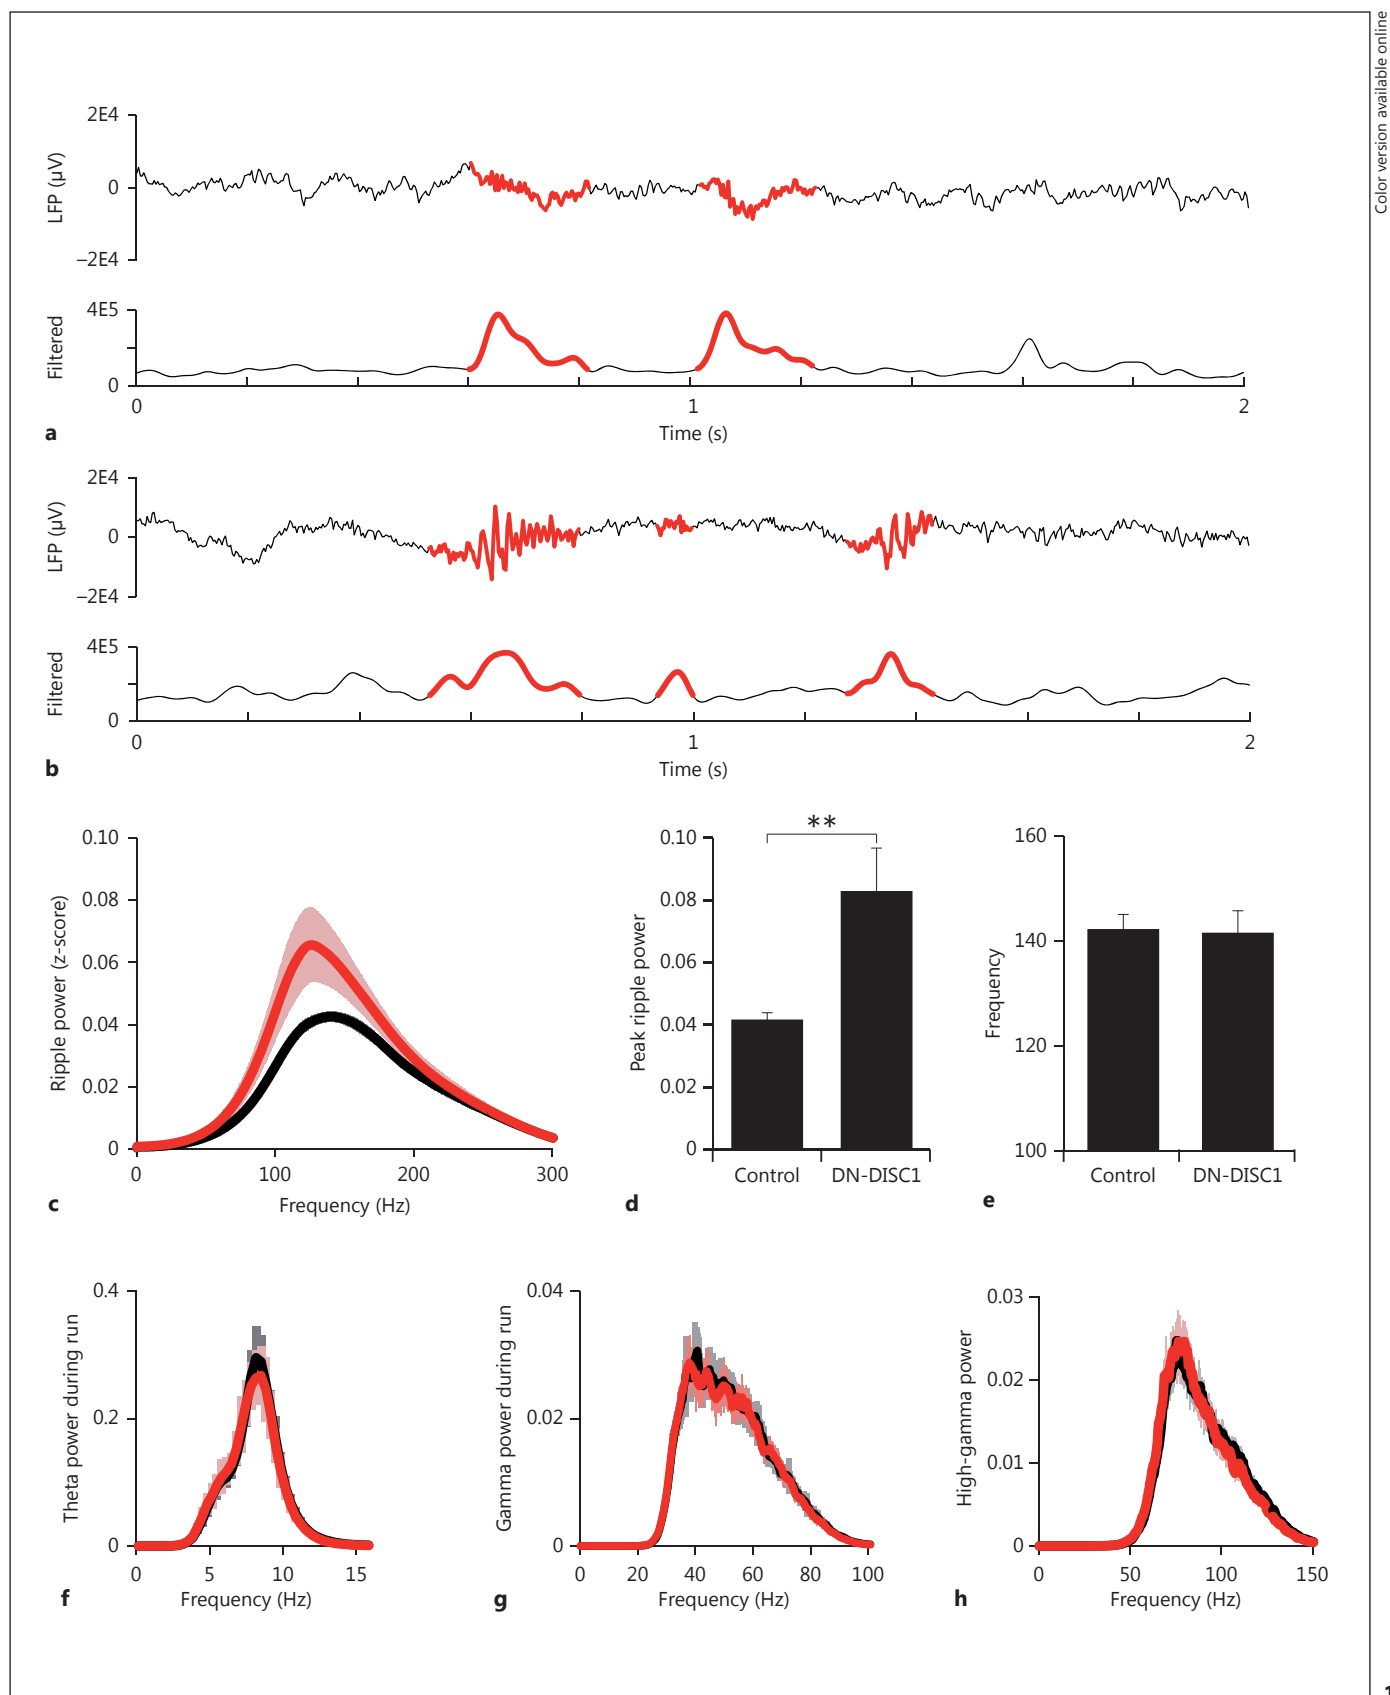 Color version available online
2E4
0
−2E4
LFP (µV)
4E5
0
Filtered
0 1 2
Time (s)
a
2E4
0
−2E4
LFP (µV)
4E5
0
Filtered
0 1 2
Time (s)
b
0.10
0.08
0.06
0.04
0.02
0
Ripple power (z-score)
0 100 200 300
Frequency (Hz)
c
**
0.10
0.08
0.06
0.04
0.02
0
Peak ripple power
Control DN-DISC1
d
160
140
120
100
Frequency
Control DN-DISC1
e
0.4
0.2
0
Theta power during run
0 5 10 15
Frequency (Hz)
f
0.04
0.02
0
Gamma power during run
0 20 40 60 80 100
Frequency (Hz)
g
0.03
0.02
0.01
0
High-gamma power
0 50 100 150
Frequency (Hz)
h